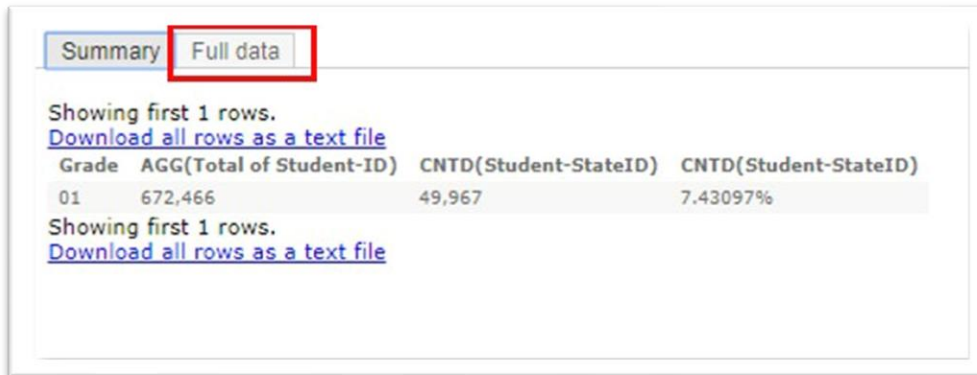 Summary Full data
Showing first 1 rows.
Download all rows as a text file
Grade AGG(Total of Student-ID) CNTD(Student-StateID) CNTD(Student-StateID)
01 672,466 49,967 7.43097%
Showing first 1 rows.
Download all rows as a text file